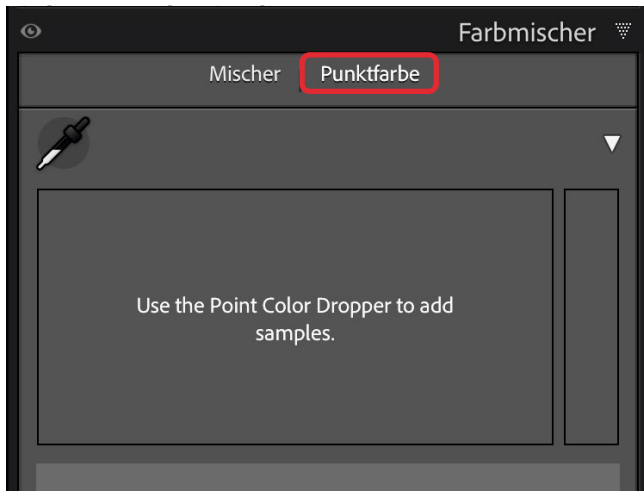 Farbmischer
Mischer Punktfarbe
Use the Point Color Dropper to add
samples.